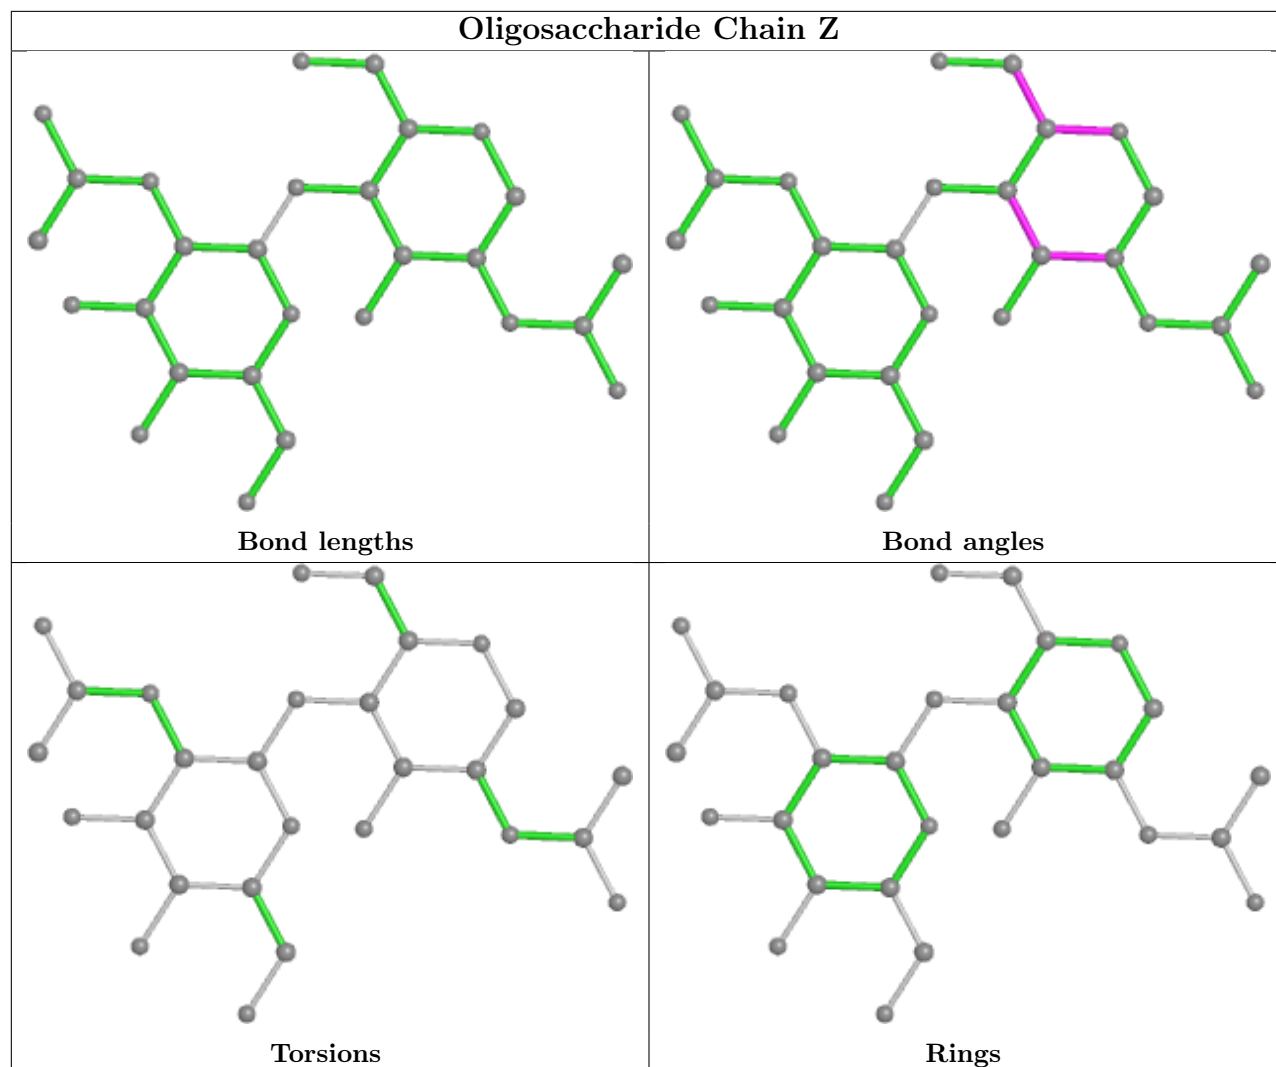 Oligosaccharide Chain Z
Bond lengths
Bond angles
Torsions
Rings